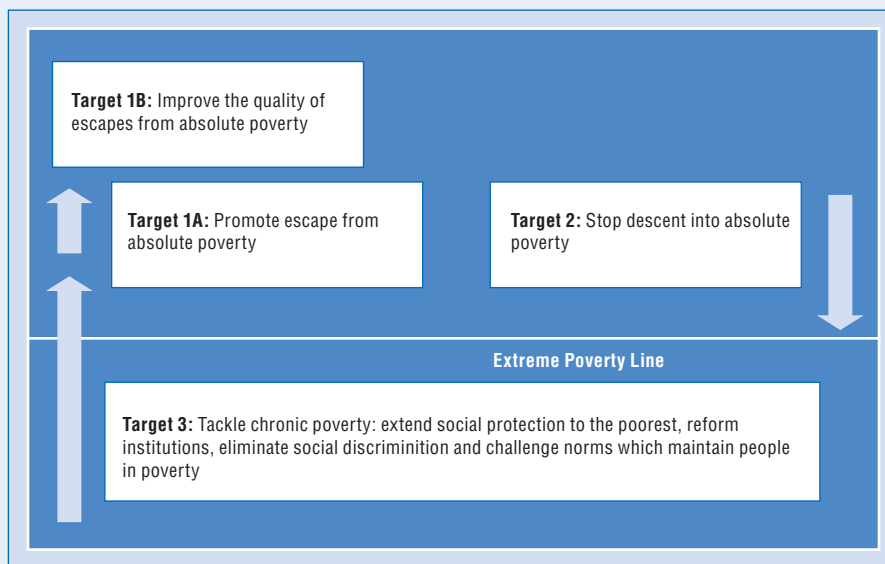 Target 1B: Improve the quality of
escapes from absolute poverty
Target 1A: Promote escape from
absolute poverty
Target 2: Stop descent into absolute
poverty
Extreme Poverty Line
Target 3: Tackle chronic poverty: extend social protection to the poorest, reform
institutions, eliminate social discriminition and challenge norms which maintain people
in poverty